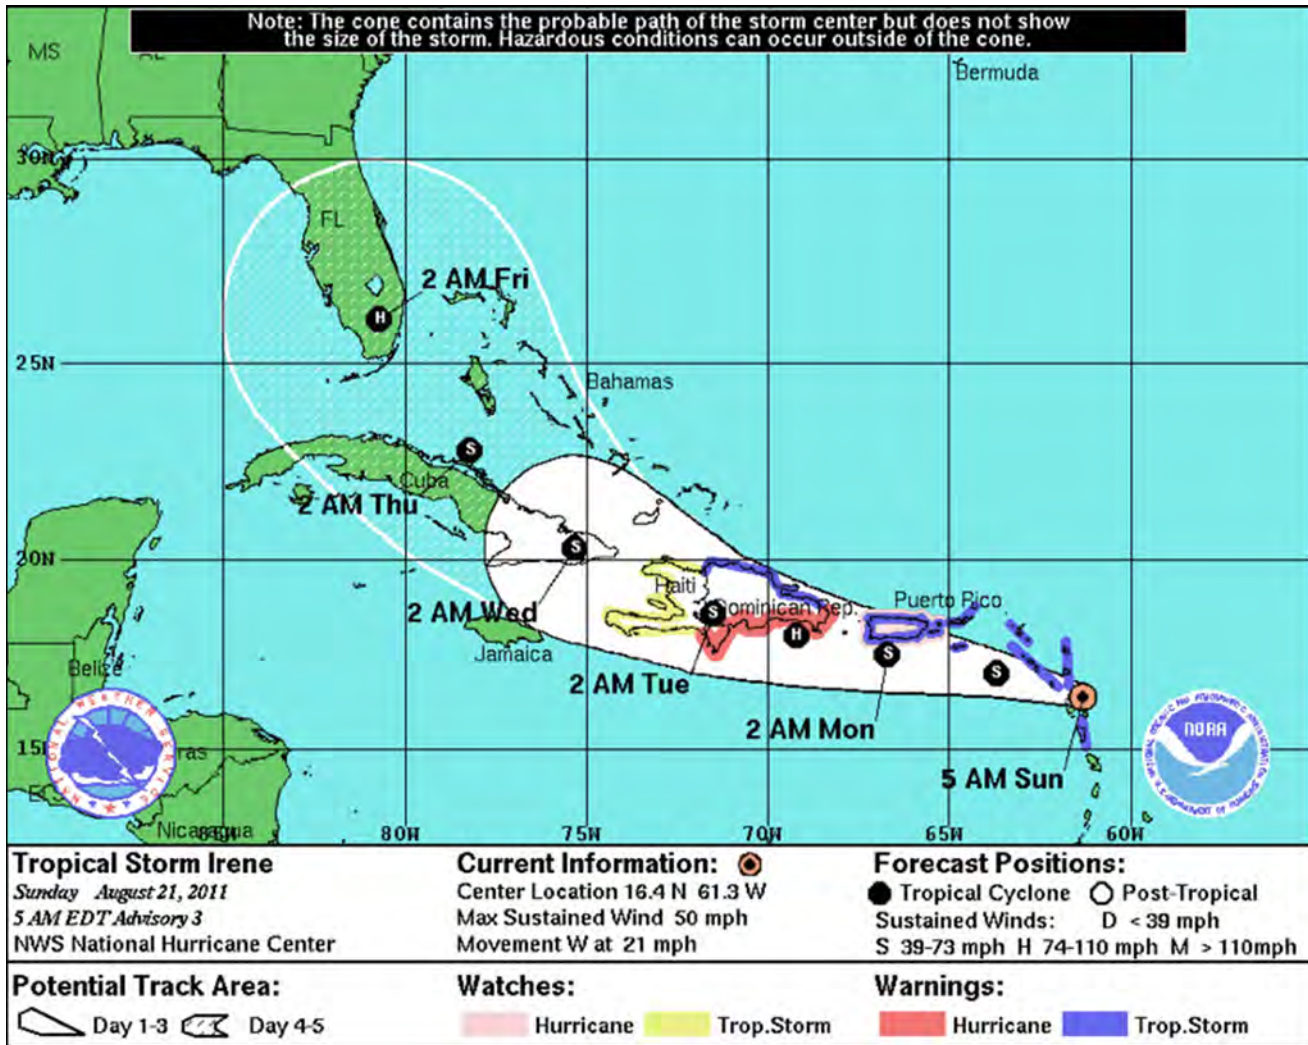 Note: The cone contains the probable path of the storm center but does not show
the size of the storm. Hazardous conditions can occur outside of the cone.
MS
Bermuda
30N
FL
2 AM Fri
H
25N
Bahamas
S
Cuba
2 AM Thu
20N
S
Haiti
Dominican Rep.
Puerto Rico
2 AM Wed
S
H
S
S
Jamaica
Belize
2 AM Tue
2 AM Mon
NATIONAL WEATHER SERVICE
NOAA
15N
ras
5 AM Sun
Nicaragua
80W
75W
70W
65W
60W
Tropical Storm Irene
Sunday August 21, 2011
5 AM EDT Advisory 3
NWS National Hurricane Center
Current Information:
Center Location 16.4 N 61.3 W
Max Sustained Wind 50 mph
Movement W at 21 mph
Forecast Positions:
Tropical Cyclone Post-Tropical
Sustained Winds: D < 39 mph
S 39-73 mph H 74-110 mph M > 110mph
Potential Track Area:
Day 1-3 Day 4-5
Watches:
Hurricane Trop.Storm
Warnings:
Hurricane Trop.Storm